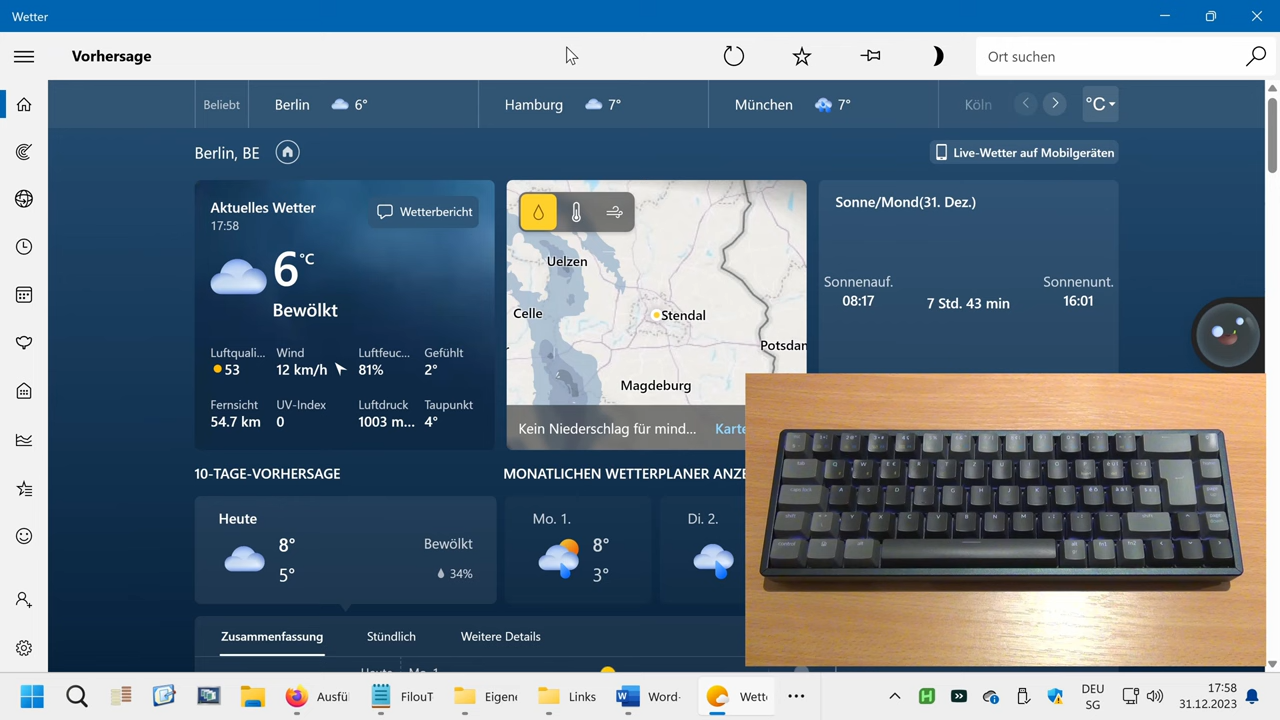 Wetter
Vorhersage
Ort suchen
Beliebt
Berlin 6°
Hamburg 7°
München 7°
Köln
°C
Berlin, BE
Live-Wetter auf Mobilgeräten
Aktuelles Wetter
17:58
Wetterbericht
6°C
Bewölkt
Luftquali... Wind Luftfeuc... Gefühlt
53 12 km/h 81% 2°
Fernsicht UV-Index Luftdruck Taupunkt
54.7 km 0 1003 m... 4°
Uelzen
Celle
Stendal
Potsdam
Magdeburg
Kein Niederschlag für mind... Karte
Sonne/Mond(31. Dez.)
Sonnenauf. Sonnenunt.
08:17 7 Std. 43 min 16:01
10-TAGE-VORHERSAGE
MONATLICHEN WETTERPLANER ANZE
Heute
8°
5°
Bewölkt
34%
Mo. 1.
8°
3°
Di. 2.
Zusammenfassung Stündlich Weitere Details
Heute Mo. 1
Ausfü
FilouT
Eigene
Links
Word-
Wette
DEU
SG
17:58
31.12.2023